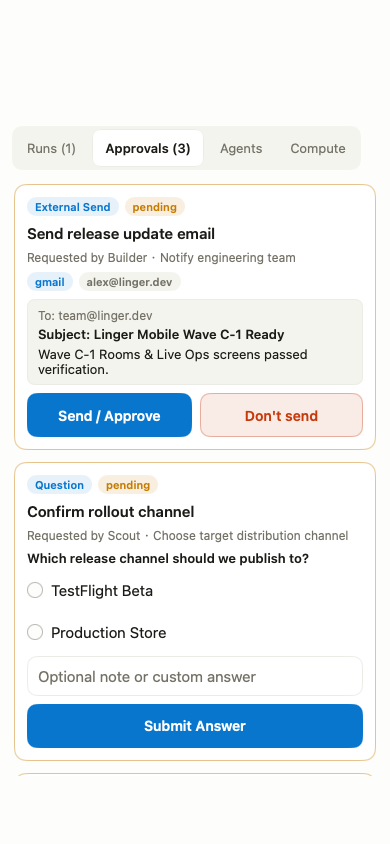 Runs (1) Approvals (3) Agents Compute
External Send pending
Send release update email
Requested by Builder · Notify engineering team
gmail alex@linger.dev
To: team@linger.dev
Subject: Linger Mobile Wave C-1 Ready
Wave C-1 Rooms & Live Ops screens passed
verification.
Send / Approve Don't send
Question pending
Confirm rollout channel
Requested by Scout · Choose target distribution channel
Which release channel should we publish to?
TestFlight Beta
Production Store
Optional note or custom answer
Submit Answer